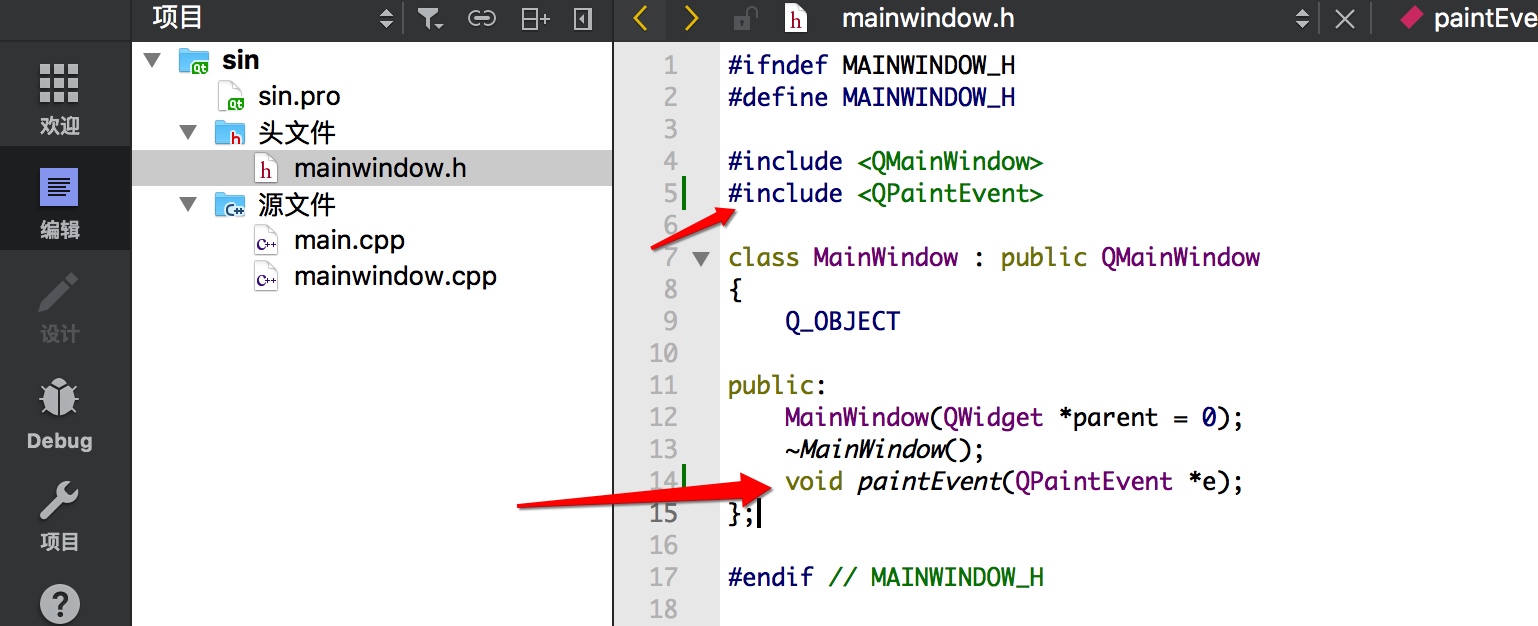 项目
mainwindow.h
paintEve
欢迎
编辑
设计
Debug
项目
sin
sin.pro
头文件
mainwindow.h
源文件
main.cpp
mainwindow.cpp
1 #ifndef MAINWINDOW_H
2 #define MAINWINDOW_H
3
4 #include <QMainWindow>
5 #include <QPaintEvent>
6
7 class MainWindow : public QMainWindow
8 {
9 Q_OBJECT
10
11 public:
12 MainWindow(QWidget *parent = 0);
13 ~MainWindow();
14 void paintEvent(QPaintEvent *e);
15 };
16
17 #endif // MAINWINDOW_H
18